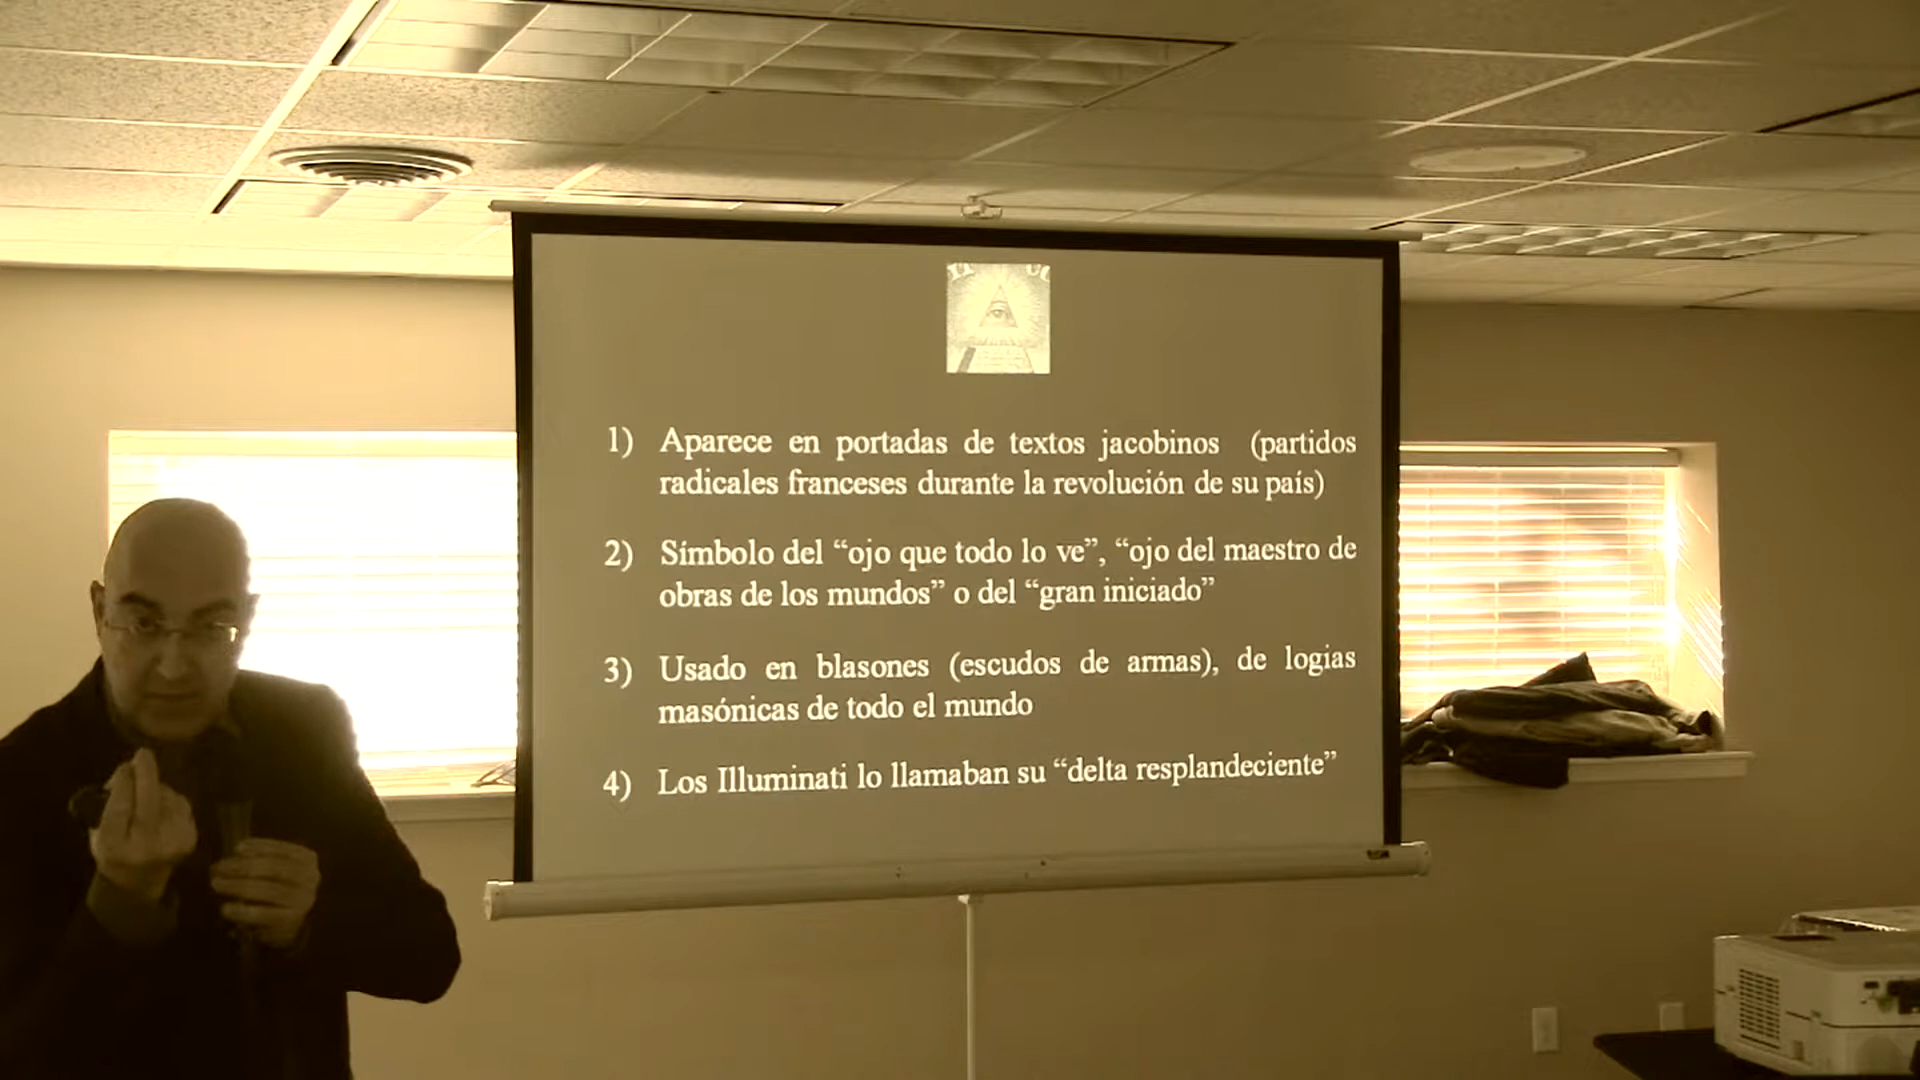 1) Aparece en portadas de textos jacobinos (partidos
radicales franceses durante la revolución de su país)
2) Símbolo del “ojo que todo lo ve”, “ojo del maestro de
obras de los mundos” o del “gran iniciado”
3) Usado en blasones (escudos de armas), de logias
masónicas de todo el mundo
4) Los Illuminati lo llamaban su “delta resplandeciente”